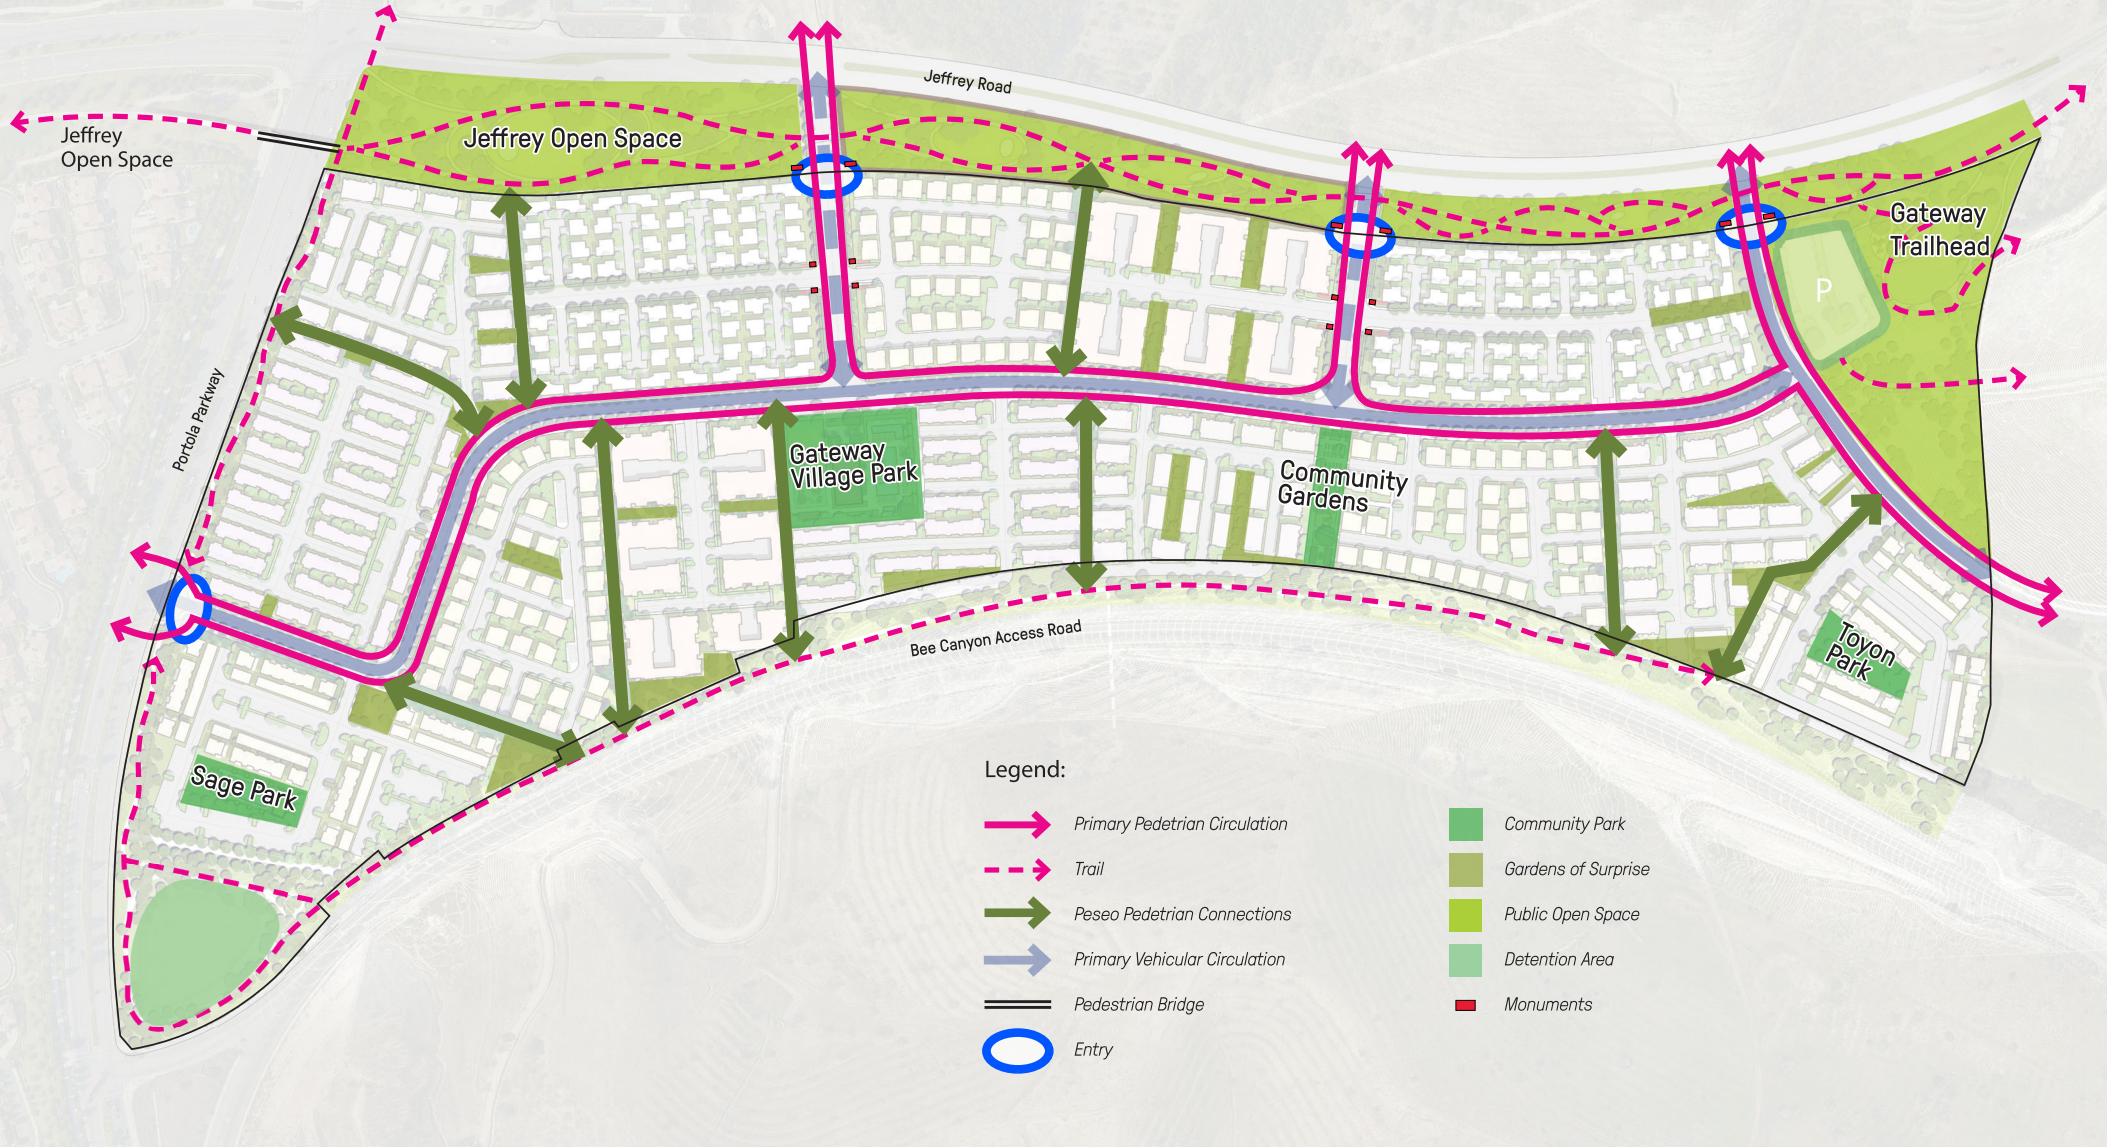 Jeffrey Road
Jeffrey
Open Space
Jeffrey Open Space
Gateway
Trailhead
P
Portola Parkway
Gateway
Village Park
Community
Gardens
Bee Canyon Access Road
Toyon
Park
Sage Park
Legend:
Primary Pedetrian Circulation
Trail
Peseo Pedetrian Connections
Primary Vehicular Circulation
Pedestrian Bridge
Entry
Community Park
Gardens of Surprise
Public Open Space
Detention Area
Monuments